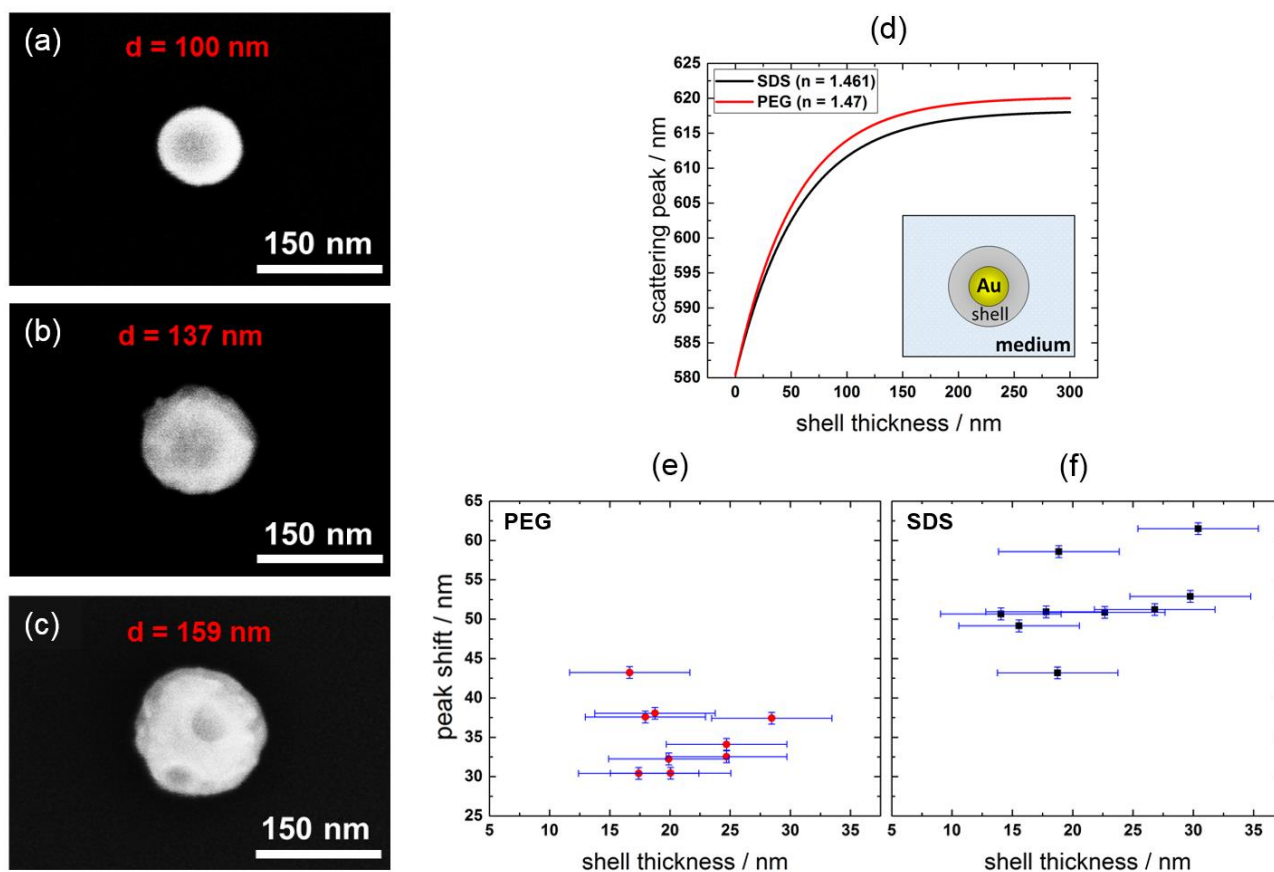 (a)
d = 100 nm
150 nm
(b)
d = 137 nm
150 nm
(c)
d = 159 nm
150 nm
(d)
625
620
615
610
605
600
595
590
585
580
scattering peak / nm
SDS (n = 1.461)
PEG (n = 1.47)
Au
shell
medium
0 50 100 150 200 250 300
shell thickness / nm
(e)
65
60
55
50
45
40
35
30
25
peak shift / nm
PEG
5 10 15 20 25 30 35
shell thickness / nm
(f)
SDS
5 10 15 20 25 30 35
shell thickness / nm